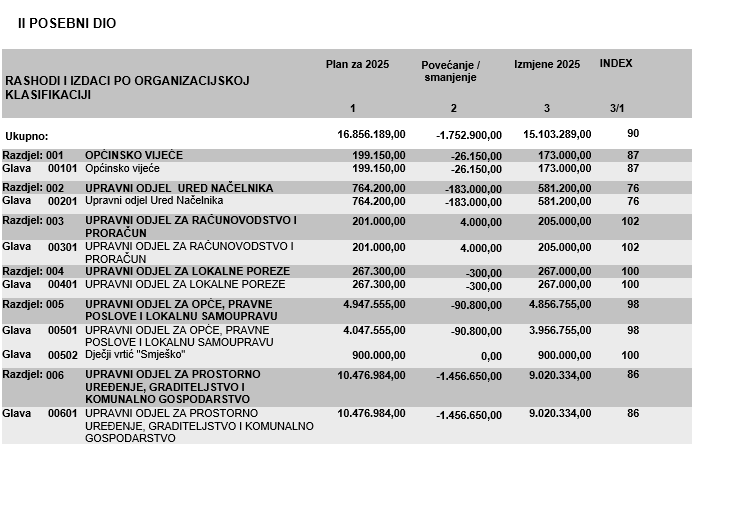 II POSEBNI DIO
RASHODI I IZDACI PO ORGANIZACIJSKOJ KLASIFIKACIJI Plan za 2025 Povećanje / smanjenje Izmjene 2025 INDEX
1 2 3 3/1
Ukupno: 16.856.189,00 -1.752.900,00 15.103.289,00 90
Razdjel: 001 OPĆINSKO VIJEĆE 199.150,00 -26.150,00 173.000,00 87
Glava 00101 Općinsko vijeće 199.150,00 -26.150,00 173.000,00 87
Razdjel: 002 UPRAVNI ODJEL URED NAČELNIKA 764.200,00 -183.000,00 581.200,00 76
Glava 00201 Upravni odjel Ured Načelnika 764.200,00 -183.000,00 581.200,00 76
Razdjel: 003 UPRAVNI ODJEL ZA RAČUNOVODSTVO I 201.000,00 4.000,00 205.000,00 102
PRORAČUN
Glava 00301 UPRAVNI ODJEL ZA RAČUNOVODSTVO I 201.000,00 4.000,00 205.000,00 102
PRORAČUN
Razdjel: 004 UPRAVNI ODJEL ZA LOKALNE POREZE 267.300,00 -300,00 267.000,00 100
Glava 00401 UPRAVNI ODJEL ZA LOKALNE POREZE 267.300,00 -300,00 267.000,00 100
Razdjel: 005 UPRAVNI ODJEL ZA OPĆE, PRAVNE 4.947.555,00 -90.800,00 4.856.755,00 98
POSLOVE I LOKALNU SAMOUPRAVU
Glava 00501 UPRAVNI ODJEL ZA OPĆE, PRAVNE 4.047.555,00 -90.800,00 3.956.755,00 98
POSLOVE I LOKALNU SAMOUPRAVU
Glava 00502 Dječji vrtić "Smješko" 900.000,00 0,00 900.000,00 100
Razdjel: 006 UPRAVNI ODJEL ZA PROSTORNO 10.476.984,00 -1.456.650,00 9.020.334,00 86
UREĐENJE, GRADITELJSTVO I
KOMUNALNO GOSPODARSTVO
Glava 00601 UPRAVNI ODJEL ZA PROSTORNO 10.476.984,00 -1.456.650,00 9.020.334,00 86
UREĐENJE, GRADITELJSTVO I KOMUNALNO
GOSPODARSTVO